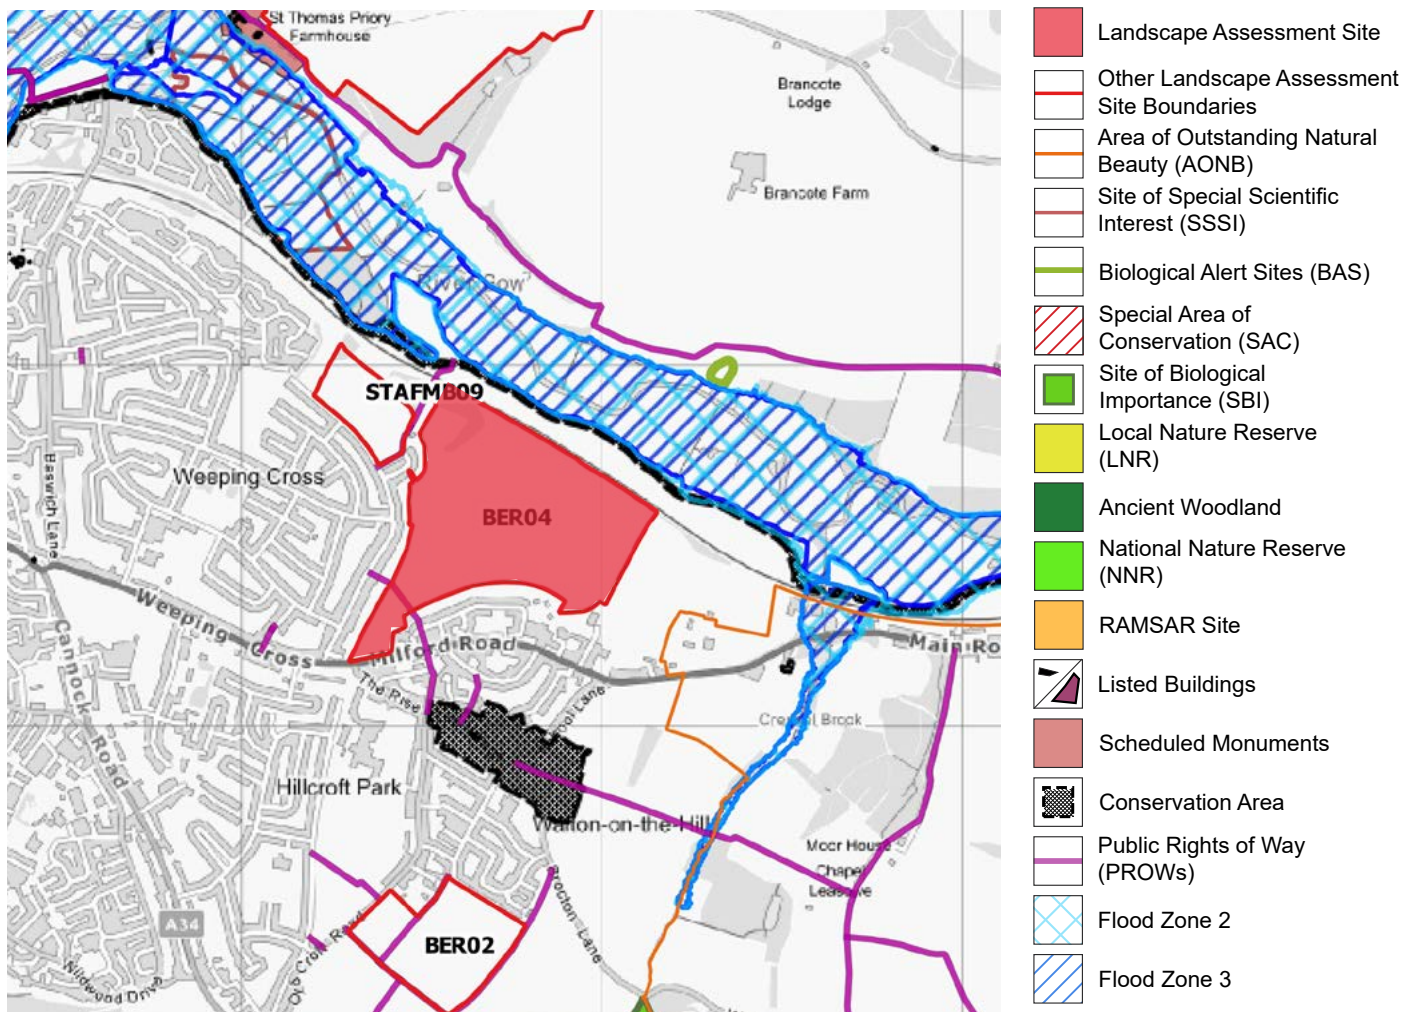 St Thomas Priory
Farmhouse
Brancote
Lodge
Brancote Farm
River Sow
STAFMB09
Weeping Cross
BER04
Baswich Lane
Weeping Cross
Milford Road
Main Ro
Cannock Road
The Rise
Brook
Hillcroft Park
Walton-on-the-Hill
Moor House
Chapel
Leasowe
A34
BER02
Brocton Lane
Old Croft Road
Wildwood Drive
Landscape Assessment Site
Other Landscape Assessment
Site Boundaries
Area of Outstanding Natural
Beauty (AONB)
Site of Special Scientific
Interest (SSSI)
Biological Alert Sites (BAS)
Special Area of
Conservation (SAC)
Site of Biological
Importance (SBI)
Local Nature Reserve
(LNR)
Ancient Woodland
National Nature Reserve
(NNR)
RAMSAR Site
Listed Buildings
Scheduled Monuments
Conservation Area
Public Rights of Way
(PROWs)
Flood Zone 2
Flood Zone 3